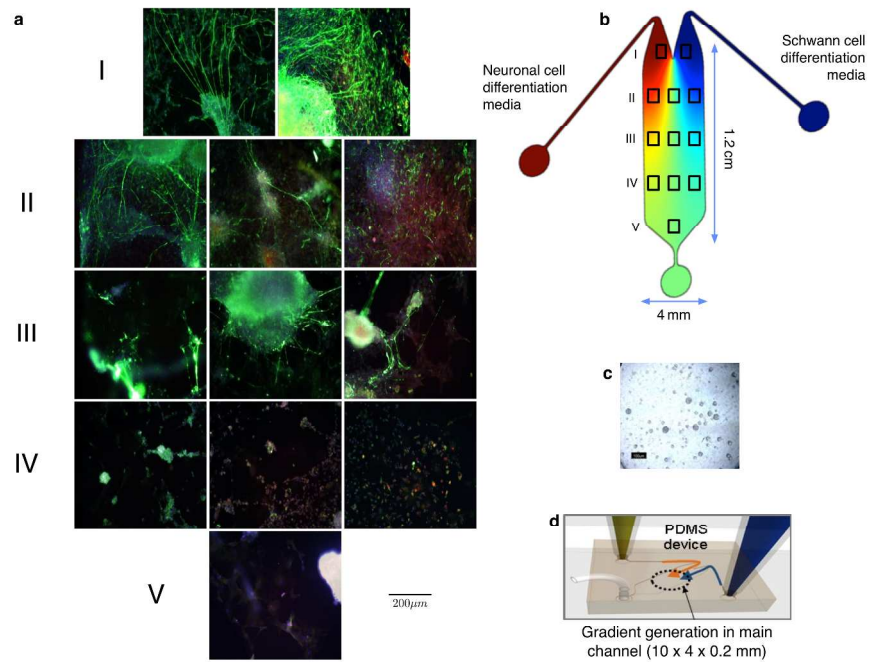 a
I
II
III
IV
V
200μm
b
Neuronal cell
differentiation
media
Schwann cell
differentiation
media
I
II
III
IV
V
1.2 cm
4 mm
c
d
PDMS
device
Gradient generation in main
channel (10 x 4 x 0.2 mm)